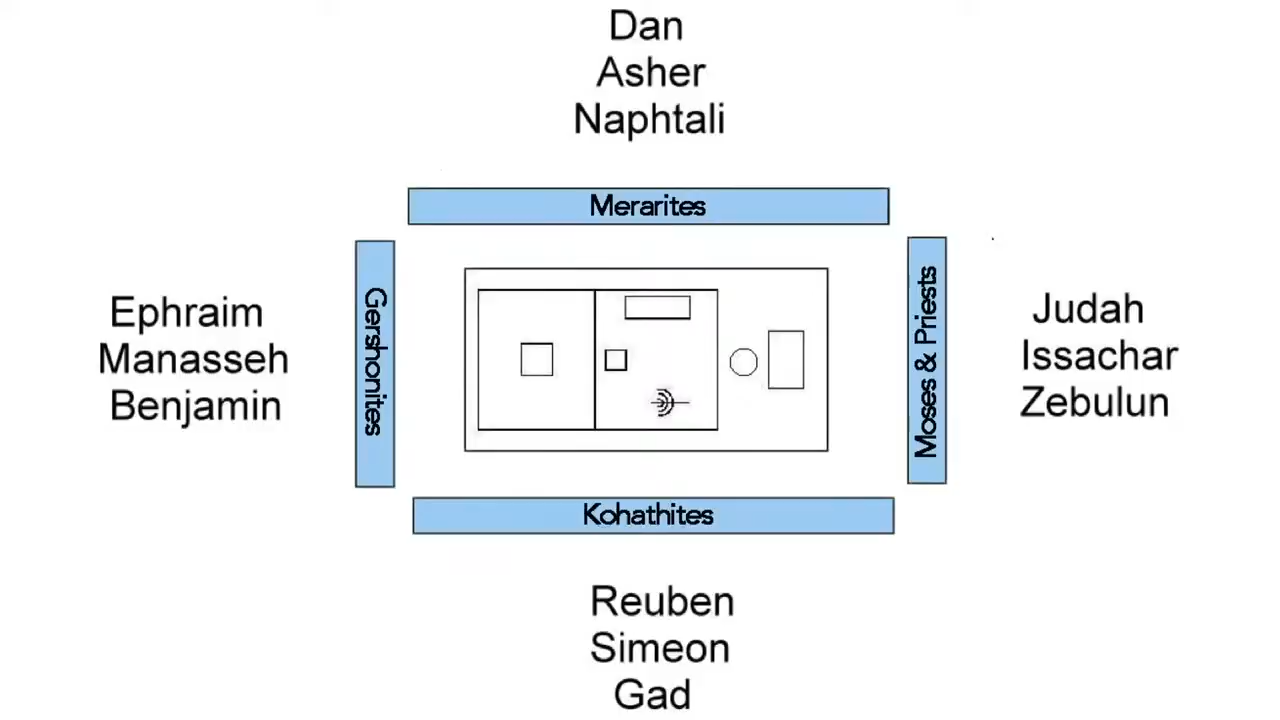 Dan
Asher
Naphtali
Merarites
Gershonites
Ephraim
Manasseh
Benjamin
Moses & Priests
Judah
Issachar
Zebulun
Kohathites
Reuben
Simeon
Gad